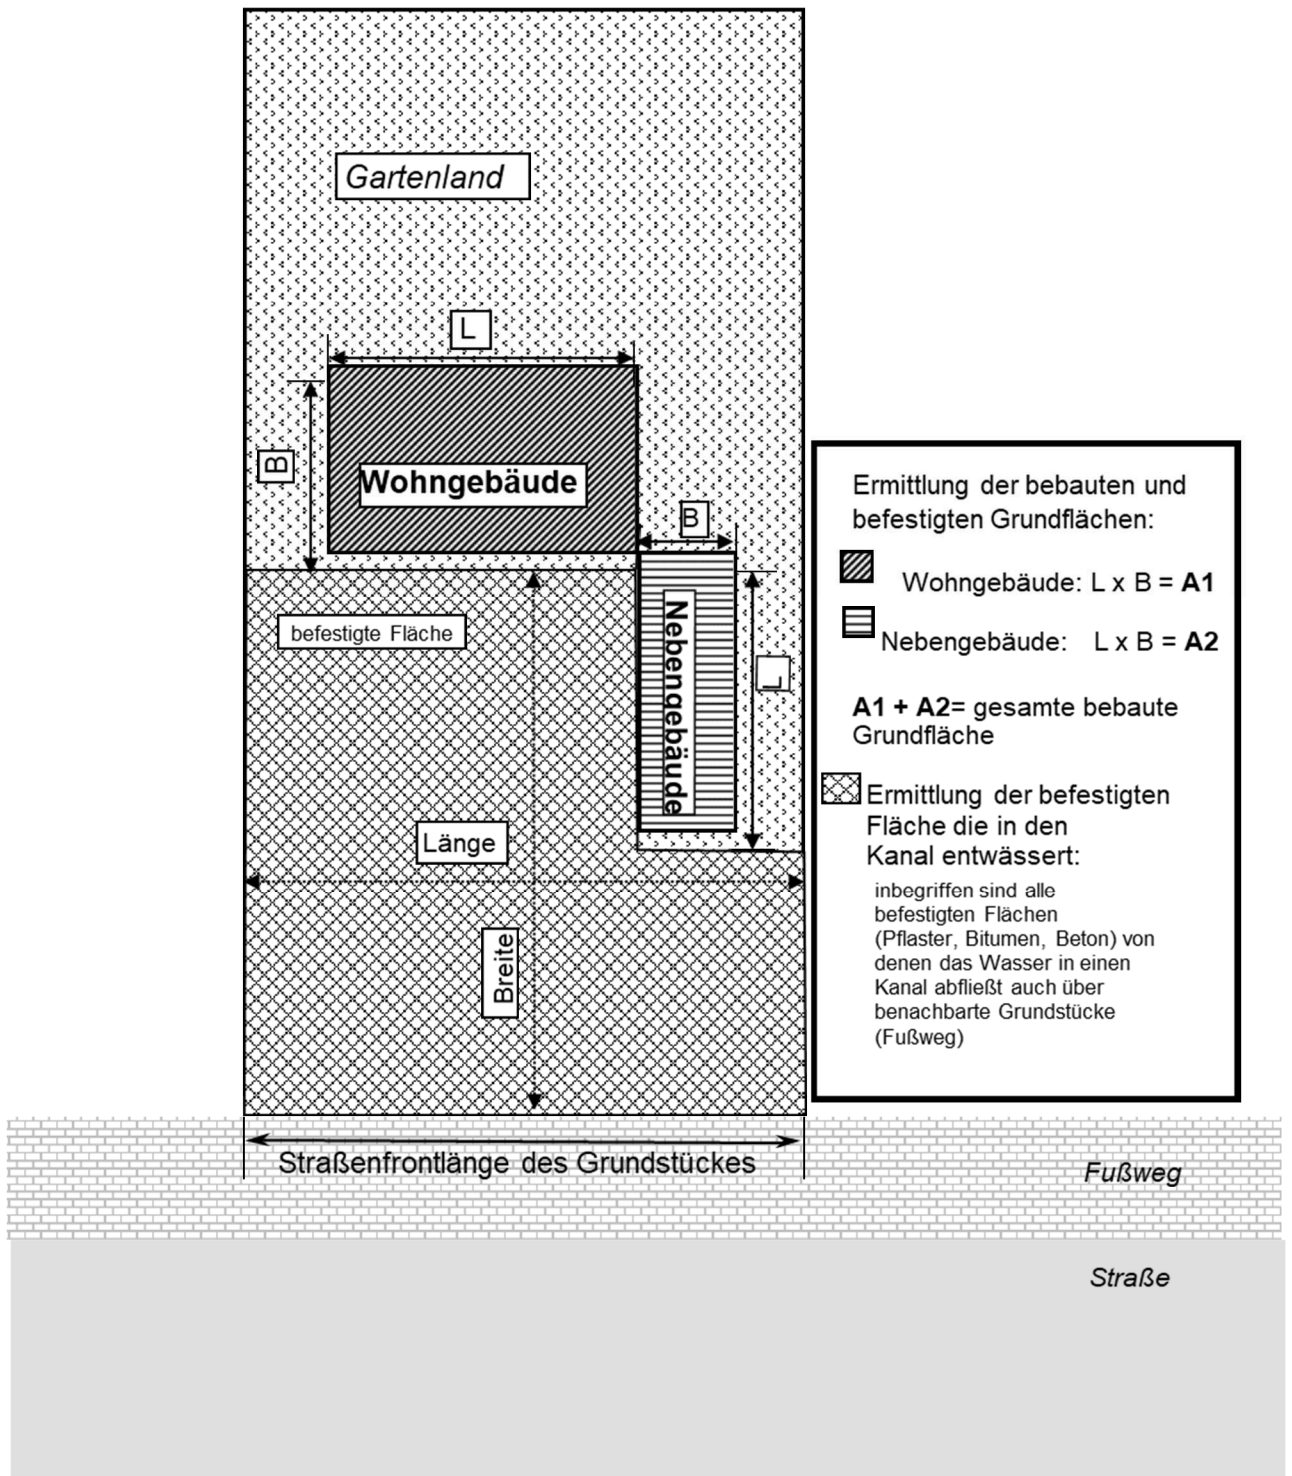 Gartenland
L
B
Wohngebäude
B
befestigte Fläche
Nebengebäude
L
Länge
Breite
Straßenfrontlänge des Grundstückes
Fußweg
Straße
Ermittlung der bebauten und
befestigten Grundflächen:
Wohngebäude: L x B = A1
Nebengebäude: L x B = A2
A1 + A2= gesamte bebaute
Grundfläche
Ermittlung der befestigten
Fläche die in den
Kanal entwässert:
inbegriffen sind alle
befestigten Flächen
(Pflaster, Bitumen, Beton) von
denen das Wasser in einen
Kanal abfließt auch über
benachbarte Grundstücke
(Fußweg)